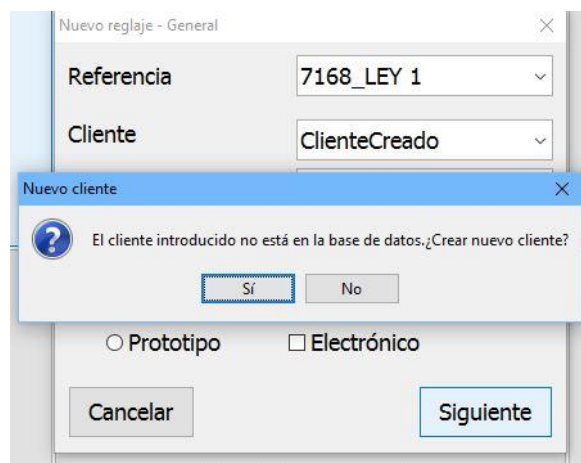 Nuevo reglaje - General
Referencia 7168_LEY 1
Cliente ClienteCreado
Nuevo cliente
El cliente introducido no está en la base de datos.¿Crear nuevo cliente?
Sí No
Prototipo Electrónico
Cancelar Siguiente